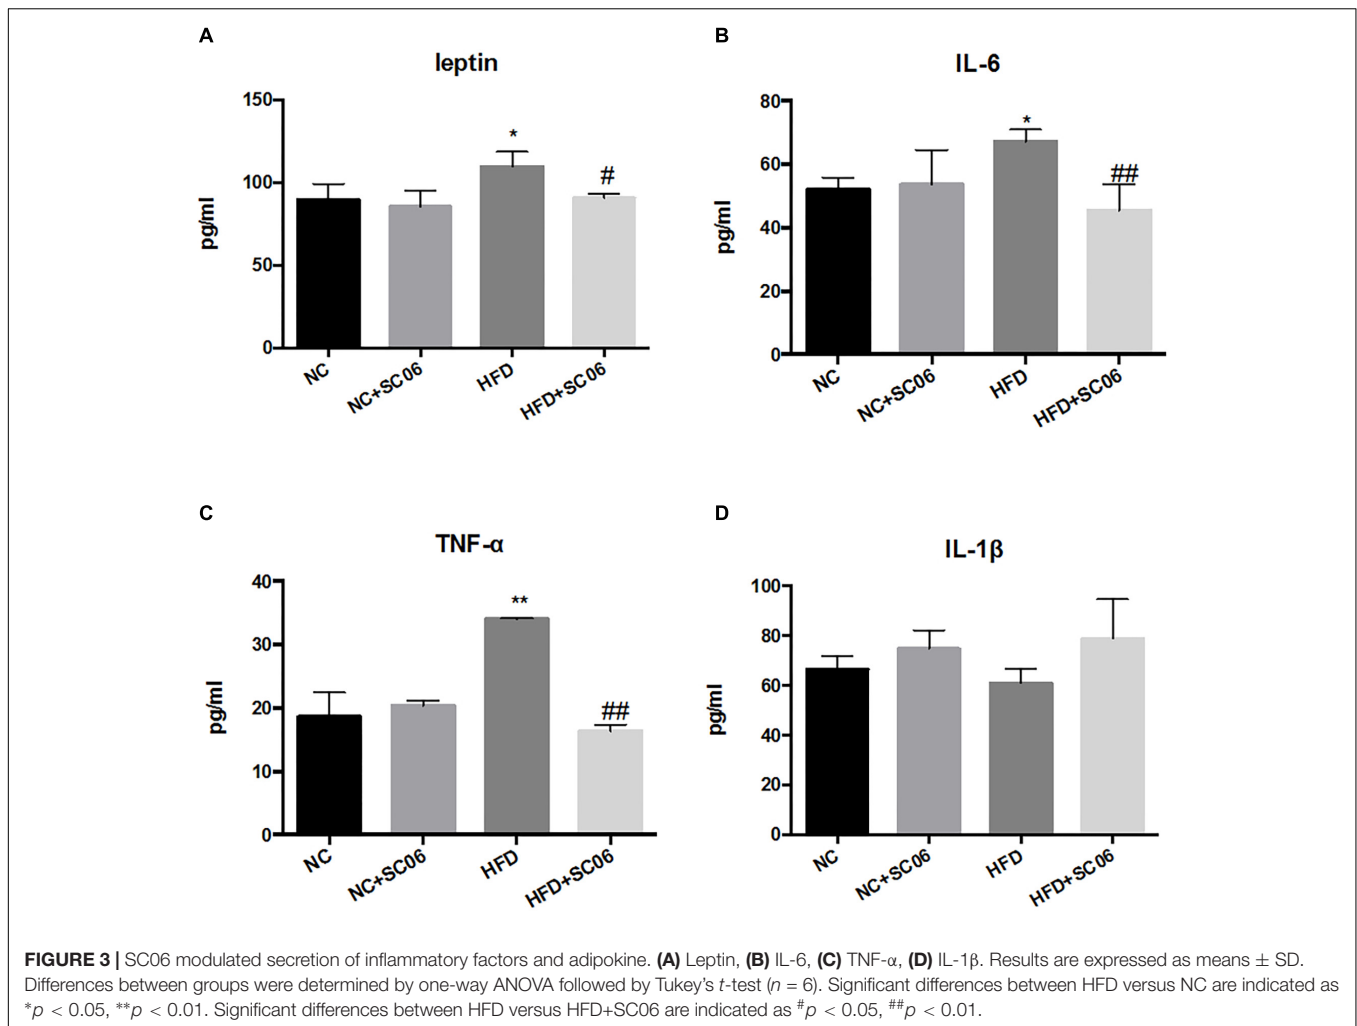 A
leptin
150
100
50
0
pg/ml
*
#
NC
NC+SC06
HFD
HFD+SC06
B
IL-6
80
60
40
20
0
pg/ml
*
##
NC
NC+SC06
HFD
HFD+SC06
C
TNF-α
40
30
20
10
0
pg/ml
**
##
NC
NC+SC06
HFD
HFD+SC06
D
IL-1β
100
80
60
40
20
0
pg/ml
NC
NC+SC06
HFD
HFD+SC06
FIGURE 3 | SC06 modulated secretion of inflammatory factors and adipokine. (A) Leptin, (B) IL-6, (C) TNF-α, (D) IL-1β. Results are expressed as means ± SD.
Differences between groups were determined by one-way ANOVA followed by Tukey's t-test (n = 6). Significant differences between HFD versus NC are indicated as
*p < 0.05, **p < 0.01. Significant differences between HFD versus HFD+SC06 are indicated as #p < 0.05, ##p < 0.01.